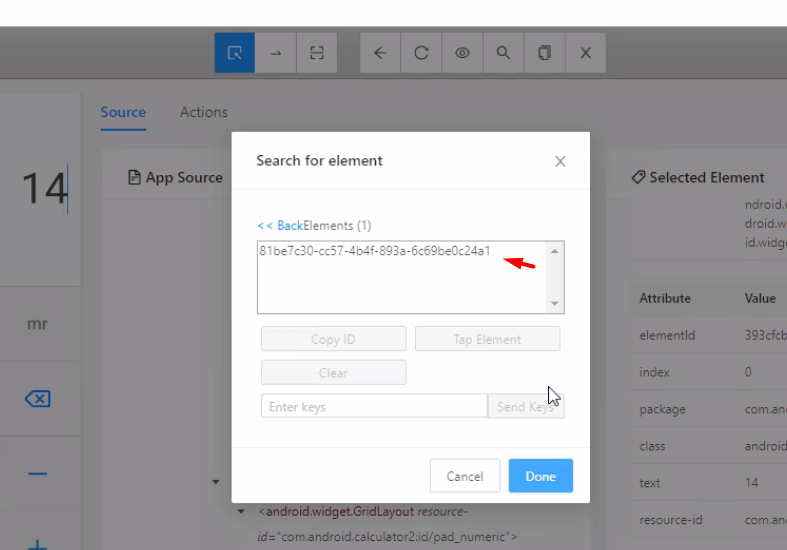 Source Actions
14
Search for element
App Source
Selected Element
<< BackElements (1)
81be7c30-cc57-4b4f-893a-6c69be0c24a1
ndroid.
droid.w
id.widg
Attribute Value
mr
Copy ID Tap Element
elementId 393cfcb
Clear
index 0
Enter keys Send Keys
package com.an
class android
Cancel Done
text 14
<android.widget.GridLayout resource-
resource-id com.an
id="com.android.calculator2:id/pad_numeric">